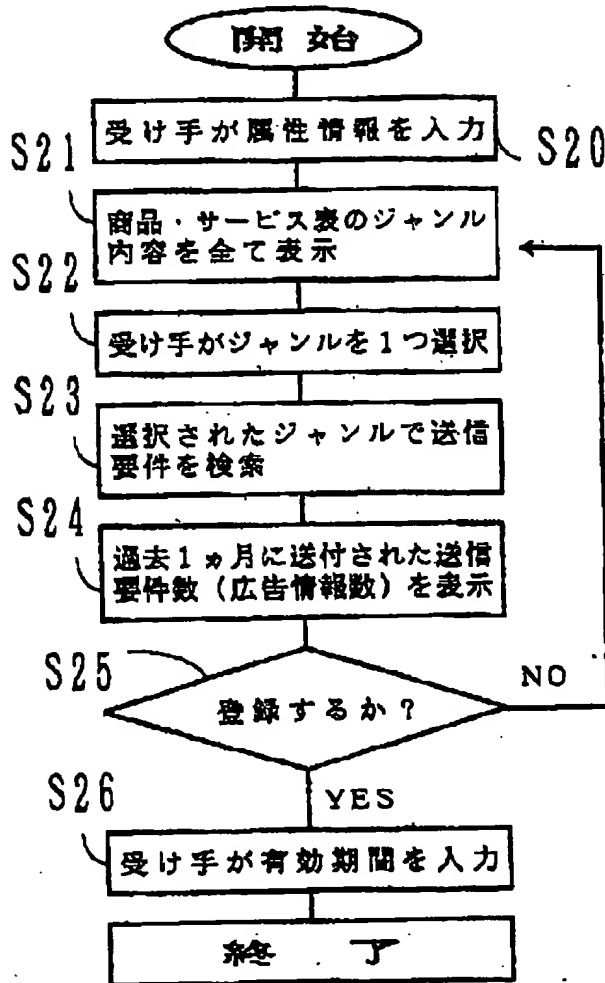 開始
受け手が属性情報を入力
S20
S21
商品・サービス表のジャンル
内容を全て表示
S22
受け手がジャンルを1つ選択
S23
選択されたジャンルで送信
要件を検索
S24
過去1ヵ月に送付された送信
要件数（広告情報数）を表示
S25
登録するか？
NO
YES
S26
受け手が有効期間を入力
終了